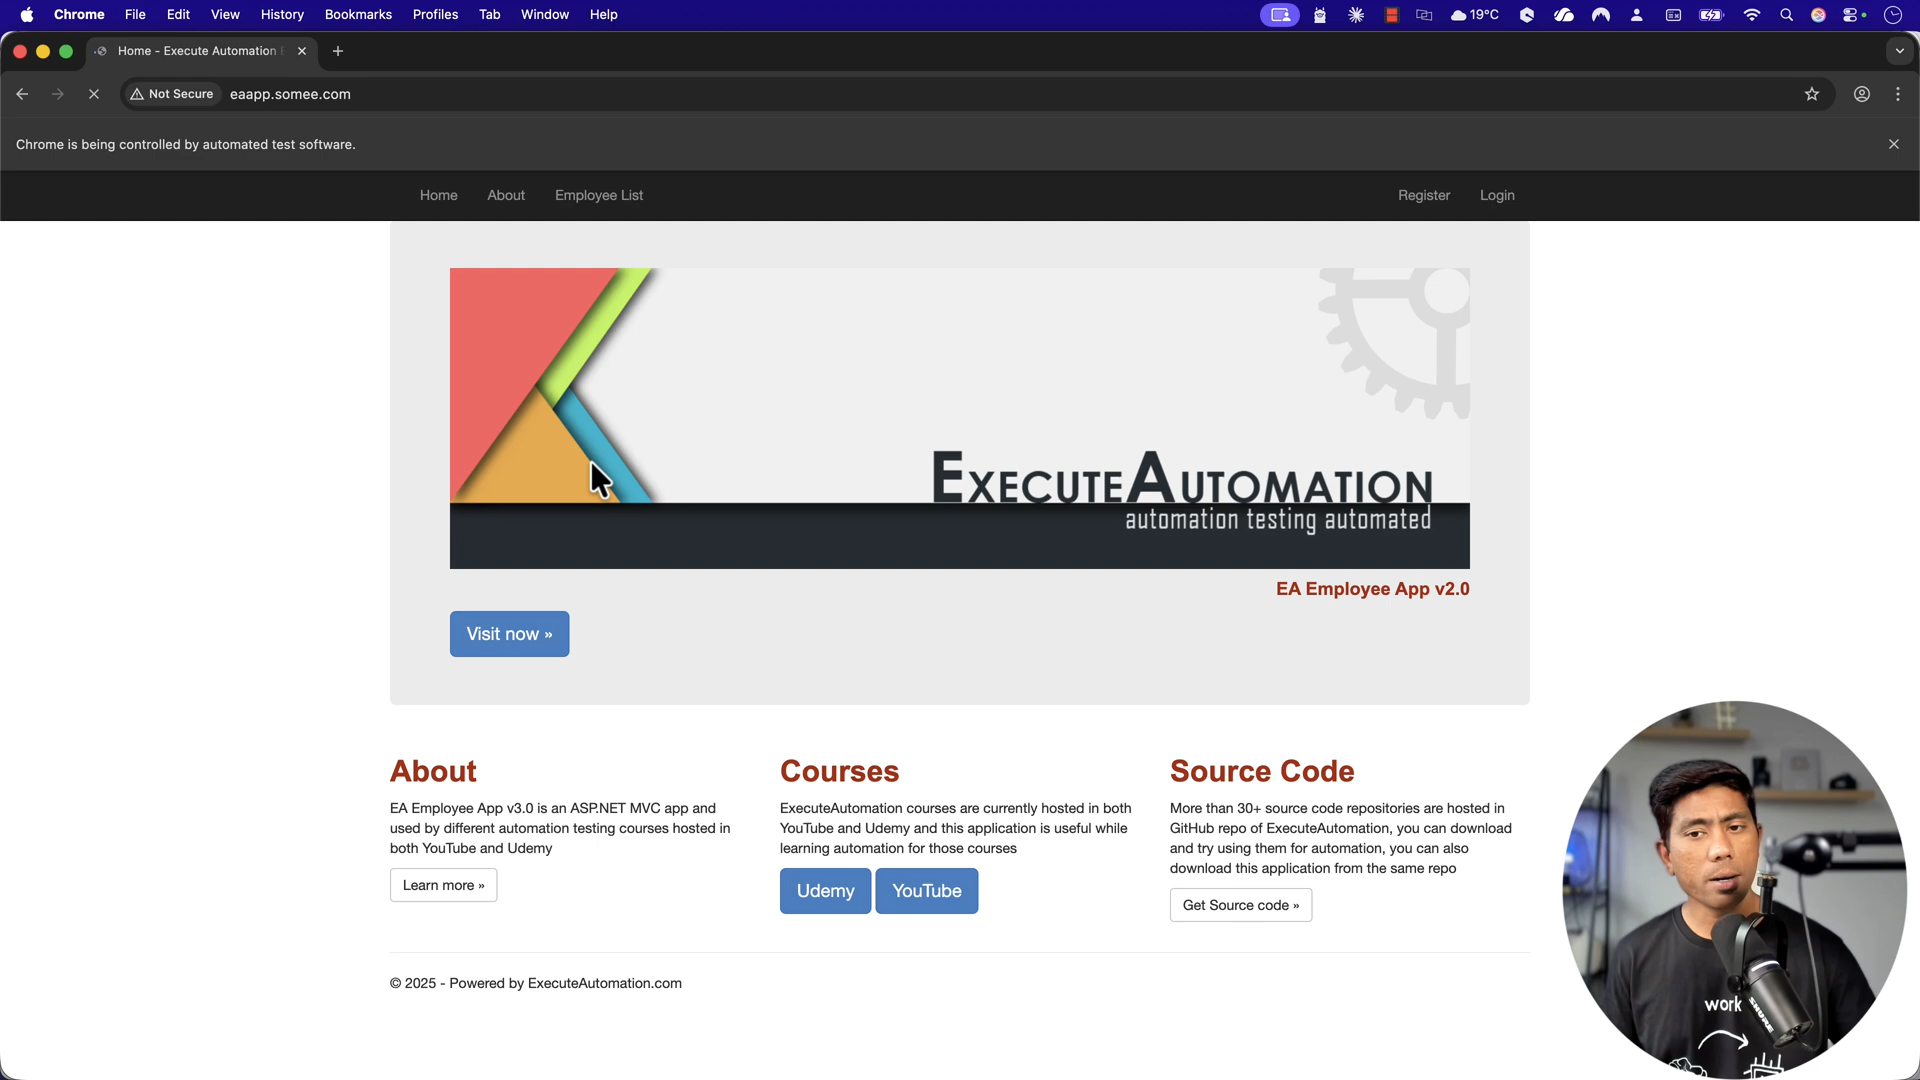 Chrome File Edit View History Bookmarks Profiles Tab Window Help 19°C
Home - Execute Automation
Not Secure eaapp.somee.com
Chrome is being controlled by automated test software.
Home About Employee List Register Login
EXECUTEAUTOMATION
automation testing automated
EA Employee App v2.0
Visit now »
About
EA Employee App v3.0 is an ASP.NET MVC app and
used by different automation testing courses hosted in
both YouTube and Udemy
Learn more »
Courses
ExecuteAutomation courses are currently hosted in both
YouTube and Udemy and this application is useful while
learning automation for those courses
Udemy YouTube
Source Code
More than 30+ source code repositories are hosted in
GitHub repo of ExecuteAutomation, you can download
and try using them for automation, you can also
download this application from the same repo
Get Source code »
© 2025 - Powered by ExecuteAutomation.com
work
SHURE